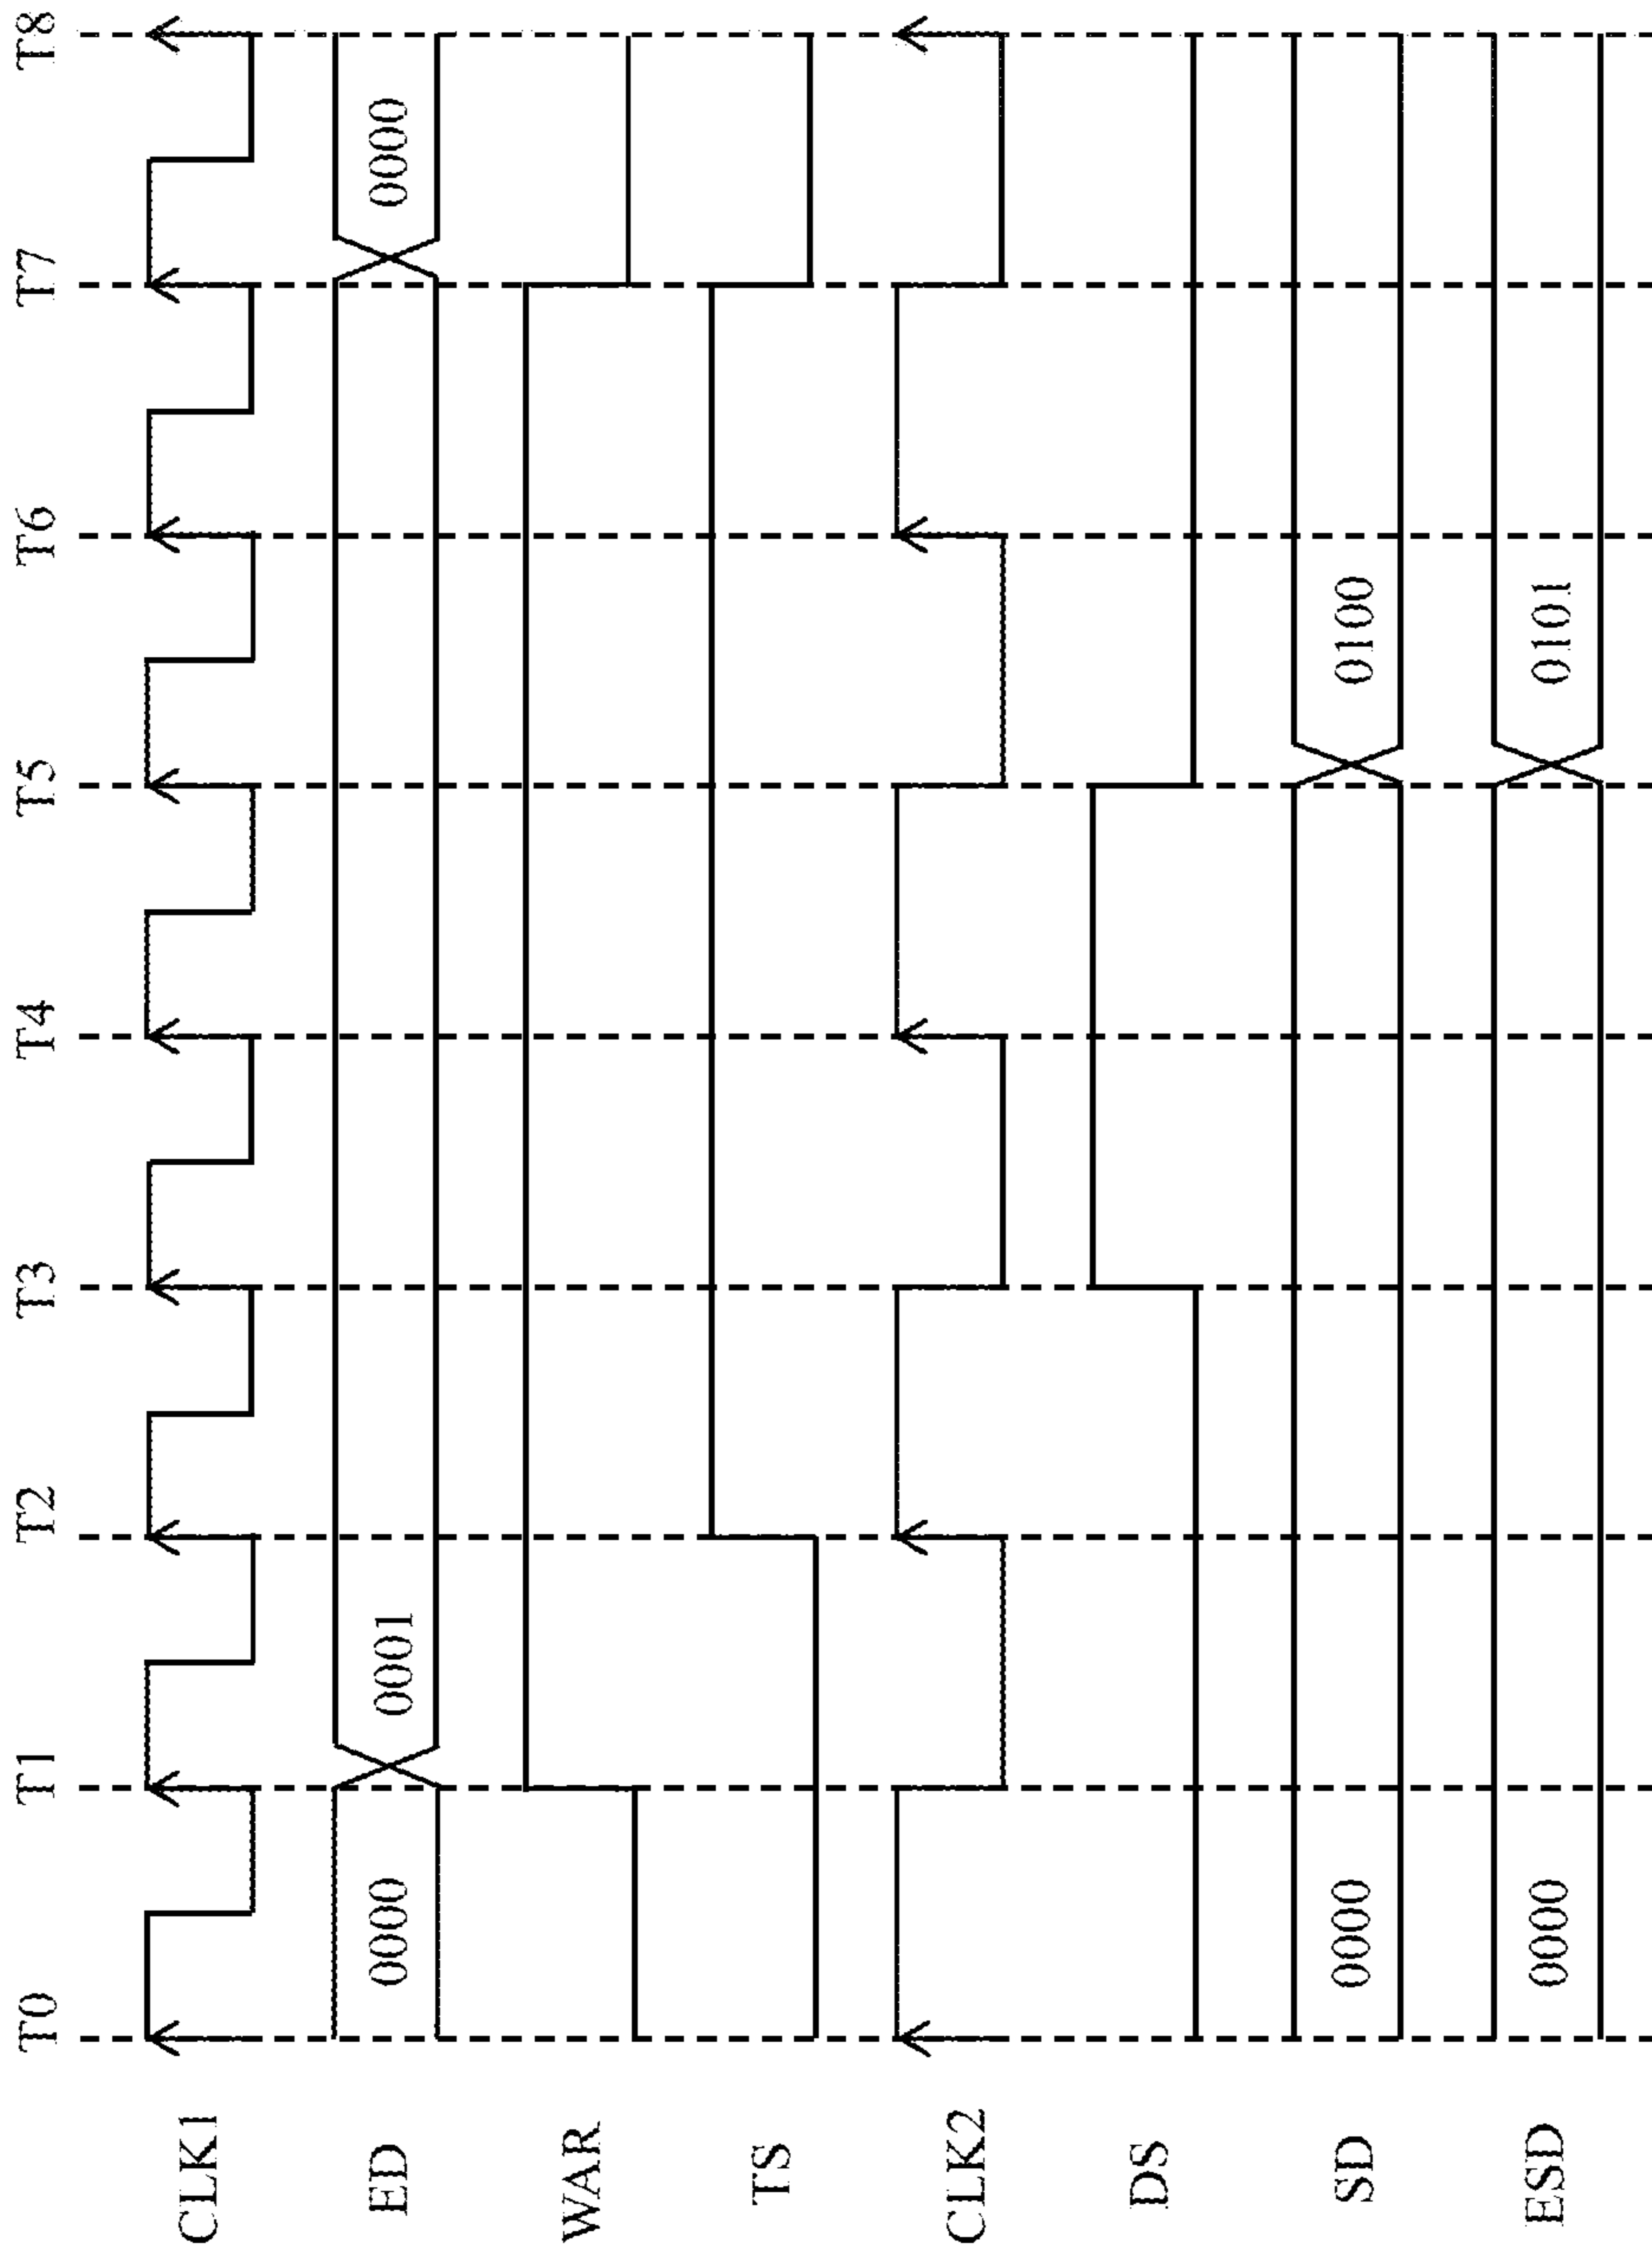 T0 T1 T2 T3 T4 T5 T6 T7 T8
CLK1
ED 0000 0001 0000
WAR
TS
CLK2
DS
SD 0000 0100
ESD 0000 0101